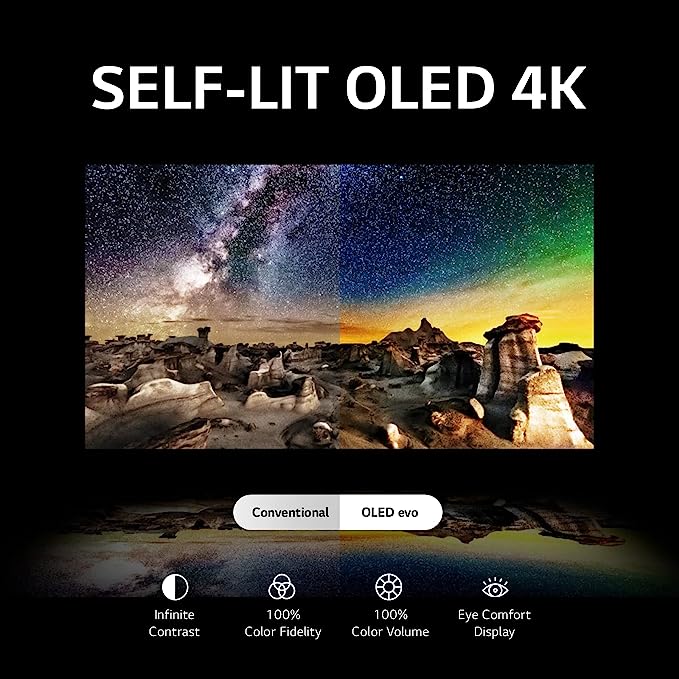 SELF-LIT OLED 4K
Conventional
OLED evo
Infinite
Contrast
100%
Color Fidelity
100%
Color Volume
Eye Comfort
Display